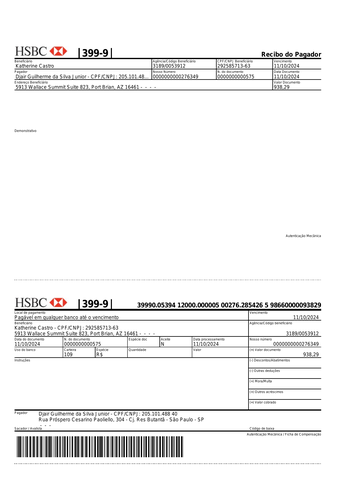 HSBC |399-9| Recibo do Pagador
Beneficiário Agência/Código Beneficiário CPF/CNPJ Beneficiário Vencimento
Katherine Castro 3189/0053912 292585713-63 11/10/2024
Pagador Nosso Número N. do documento Data Documento
Djair Guilherme da Silva Junior - CPF/CNPJ: 205.101.48... 0000000000276349 0000000000575 11/10/2024
Endereço Beneficiário Valor Documento
5913 Wallace Summit Suite 823, Port Brian, AZ 16461 - - - - 938,29
Demonstrativo
Autenticação Mecânica
HSBC |399-9| 39990.05394 12000.000005 00276.285426 5 98660000093829
Local de pagamento Vencimento
Pagável em qualquer banco até o vencimento 11/10/2024
Beneficiário Agência/Código beneficiário
Katherine Castro - CPF/CNPJ: 292585713-63
5913 Wallace Summit Suite 823, Port Brian, AZ 16461 - - - - 3189/0053912
Data do documento N. do documento Espécie doc Aceite Data processamento Nosso número
11/10/2024 0000000000575 N 11/10/2024 0000000000276349
Uso do banco Carteira Espécie Quantidade Valor (=) Valor documento
109 R$ 938,29
Instruções (-) Descontos/Abatimentos
(-) Outras deduções
(+) Mora/Multa
(+) Outros acréscimos
(=) Valor cobrado
Pagador Djair Guilherme da Silva Junior - CPF/CNPJ: 205.101.488 40
Rua Próspero Cesarino Paolielo, 304 - Cj. Res Butantã - São Paulo - SP
- - - -
Sacador / Avalista Código de baixa
Autenticação Mecânica / Ficha de Compensação